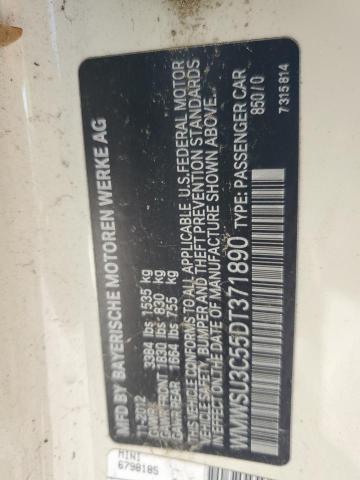 MFD BY BAYERISCHE MOTOREN WERKE AG
11-2012
GVWR 3384 lbs 1535 kg
GAWR FRONT 1830 lbs 830 kg
GAWR REAR 1664 lbs 755 kg
THIS VEHICLE CONFORMS TO ALL APPLICABLE U.S. FEDERAL MOTOR
VEHICLE SAFETY, BUMPER AND THEFT PREVENTION STANDARDS
IN EFFECT ON THE DATE OF MANUFACTURE SHOWN ABOVE.
WMWSU3C55DT371890 TYPE: PASSENGER CAR
850/0
7 315 814
MINI
6798185